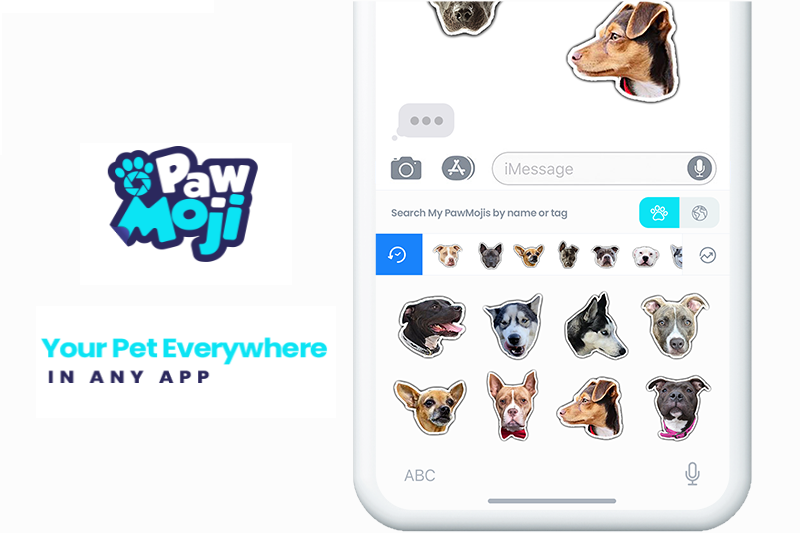 Paw
Moji
Your Pet Everywhere
IN ANY APP
iMessage
Search My PawMojis by name or tag
ABC